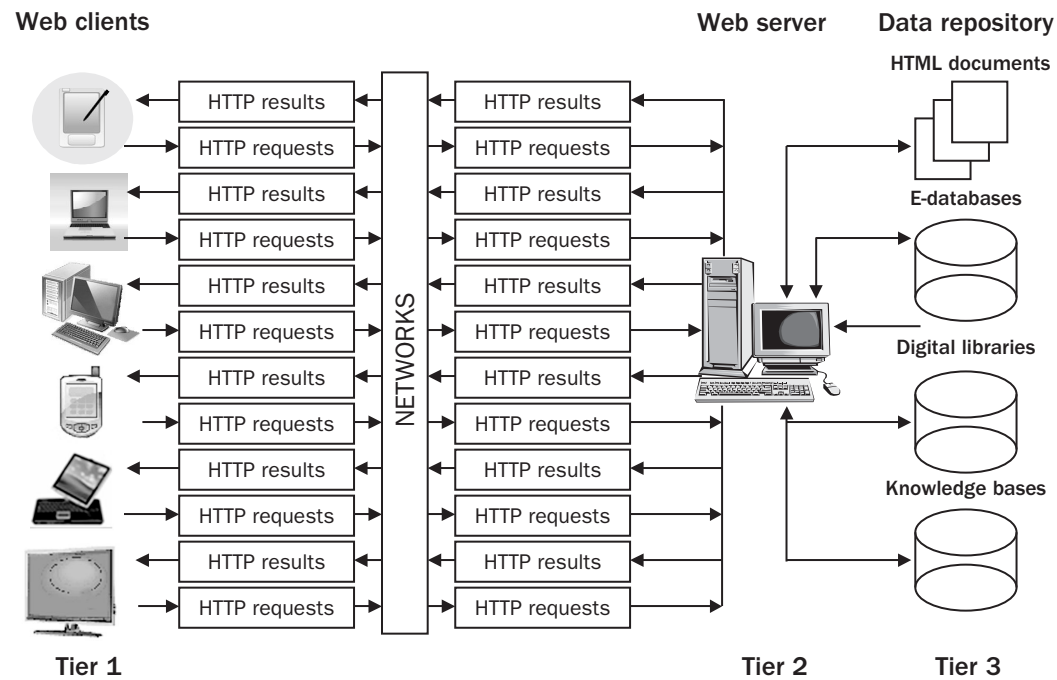 Web clients
Web server
Data repository
HTML documents
HTTP results
HTTP results
HTTP requests
HTTP requests
HTTP results
HTTP results
E-databases
HTTP requests
HTTP requests
HTTP results
HTTP results
NETWORKS
HTTP requests
HTTP requests
Digital libraries
HTTP results
HTTP results
HTTP requests
HTTP requests
HTTP results
HTTP results
Knowledge bases
HTTP requests
HTTP requests
HTTP results
HTTP results
HTTP requests
HTTP requests
Tier 1
Tier 2
Tier 3